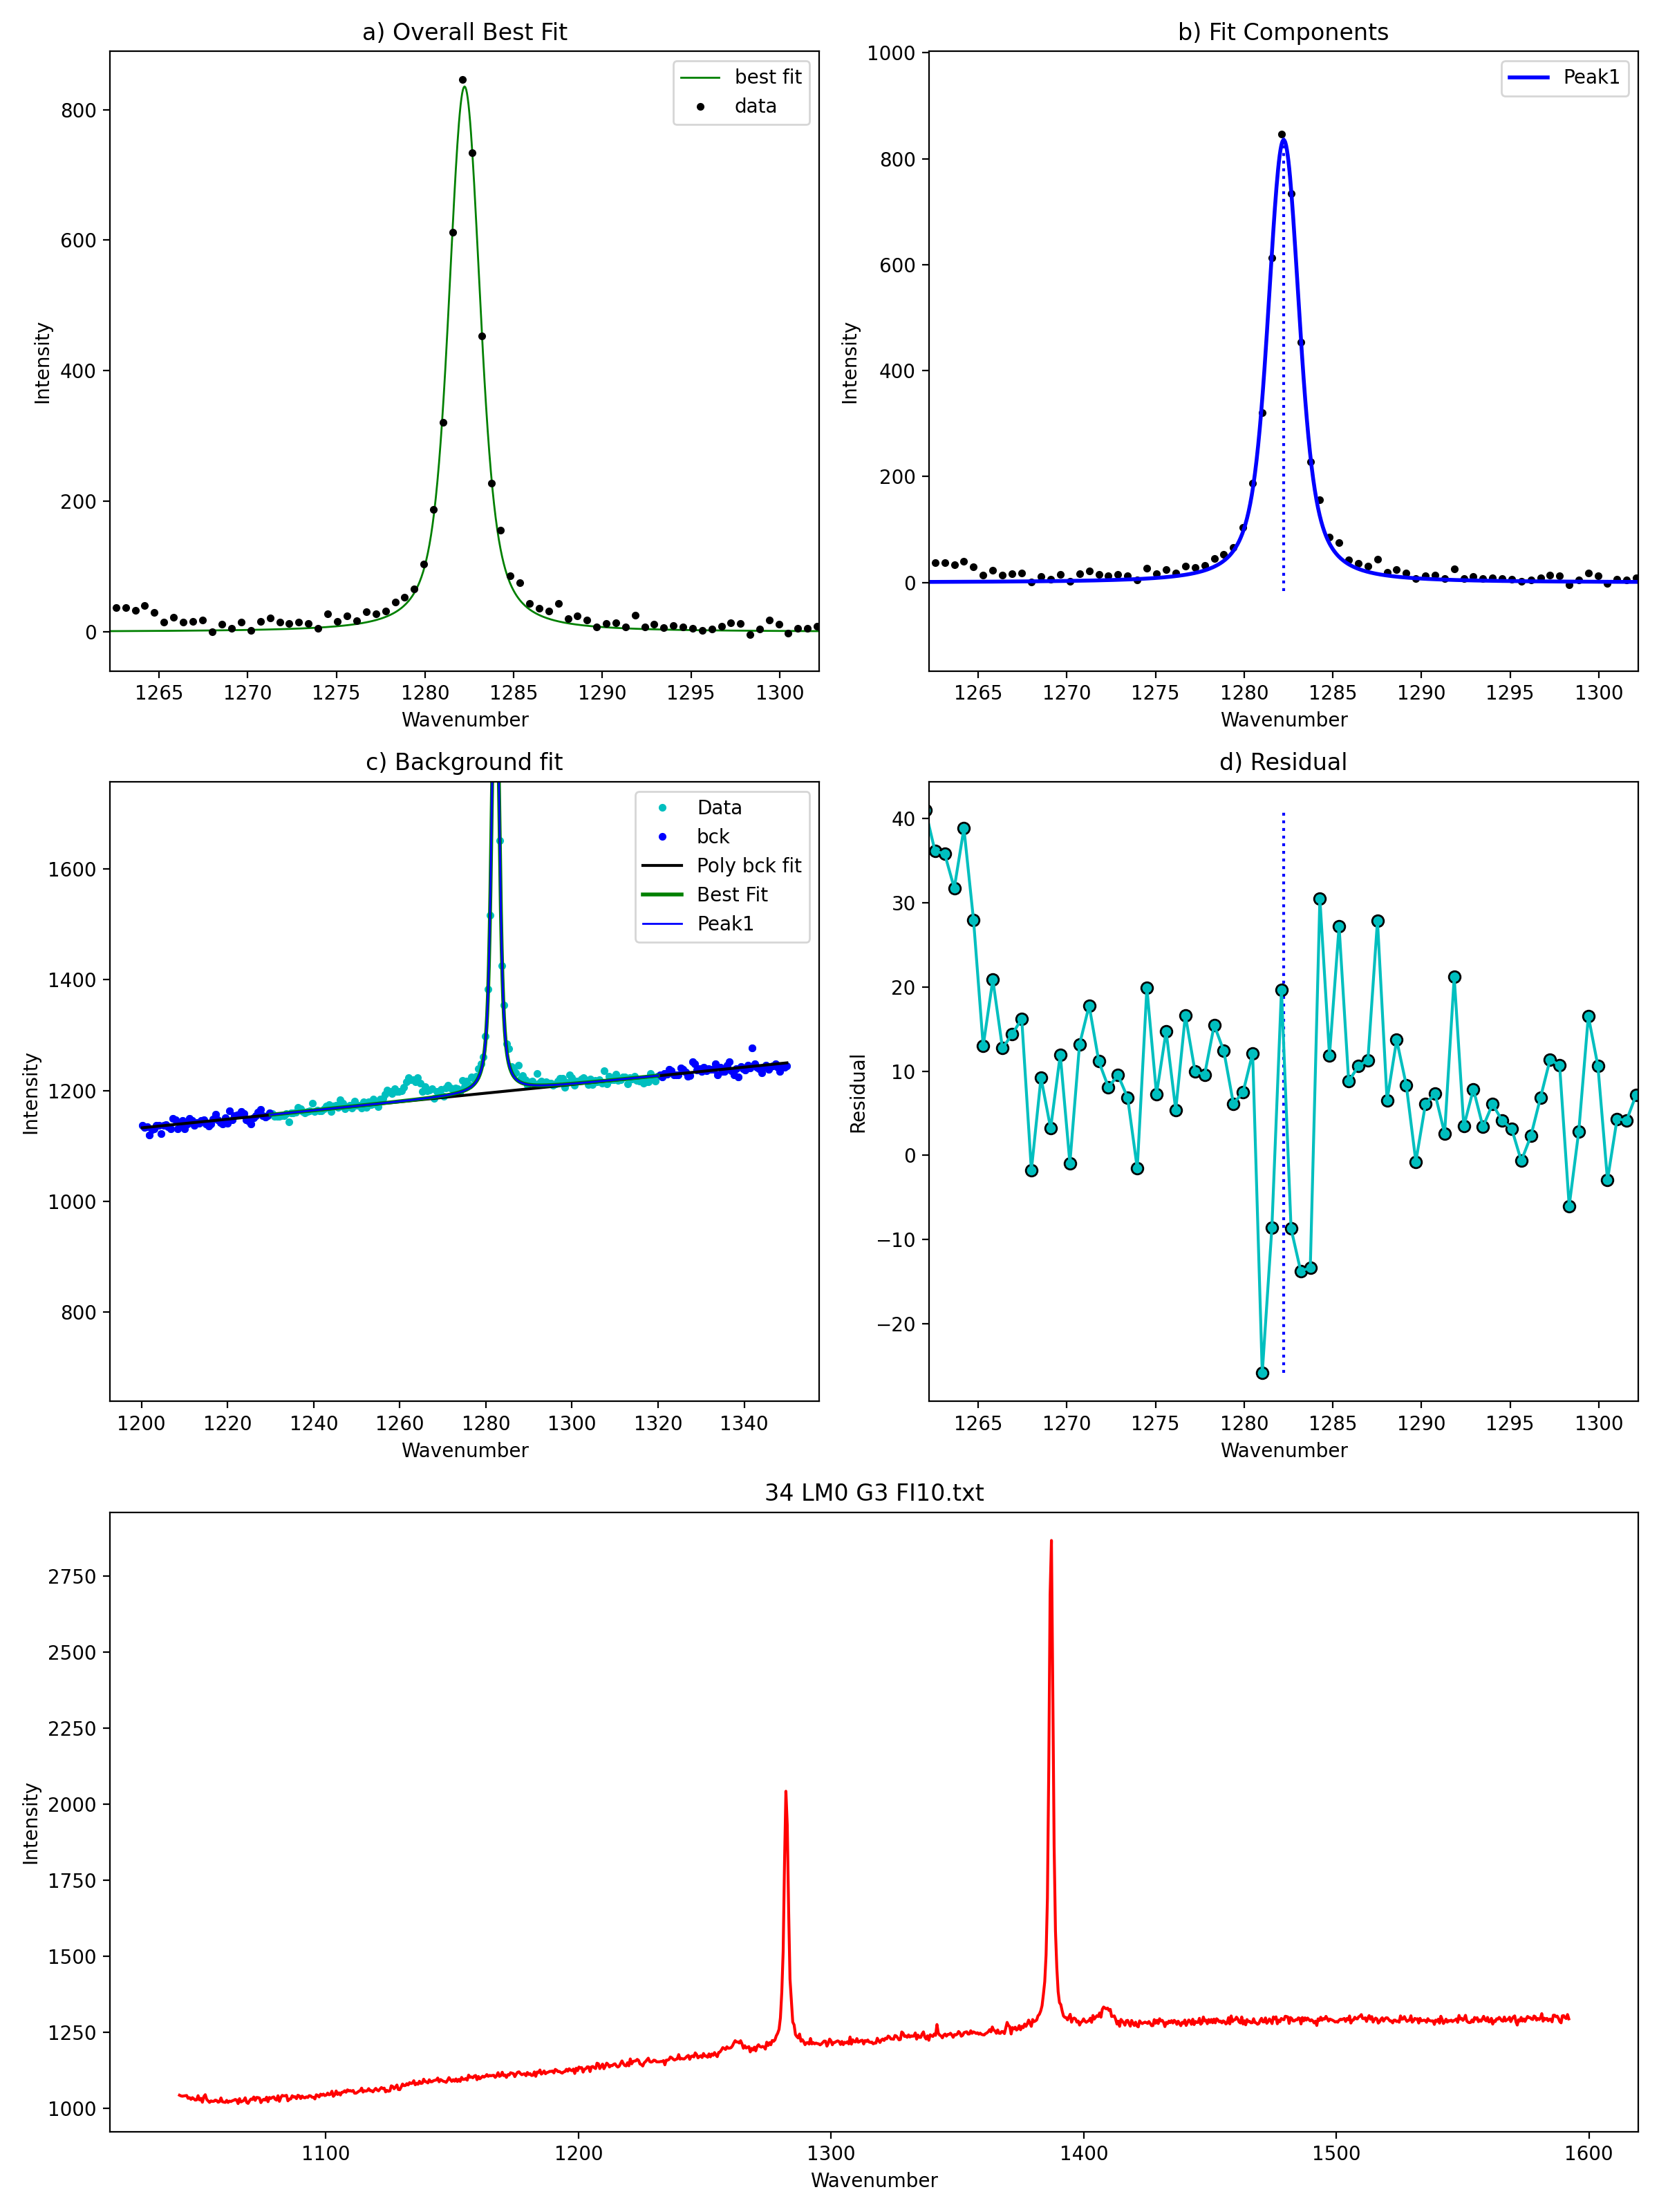 a) Overall Best Fit
best fit
data
800
600
400
200
0
Intensity
1265 1270 1275 1280 1285 1290 1295 1300
Wavenumber
b) Fit Components
Peak1
1000
800
600
400
200
0
Intensity
1265 1270 1275 1280 1285 1290 1295 1300
Wavenumber
c) Background fit
Data
bck
Poly bck fit
Best Fit
Peak1
1600
1400
1200
1000
800
Intensity
1200 1220 1240 1260 1280 1300 1320 1340
Wavenumber
d) Residual
40
30
20
10
0
−10
−20
Residual
1265 1270 1275 1280 1285 1290 1295 1300
Wavenumber
34 LM0 G3 FI10.txt
2750
2500
2250
2000
1750
1500
1250
1000
Intensity
1100 1200 1300 1400 1500 1600
Wavenumber